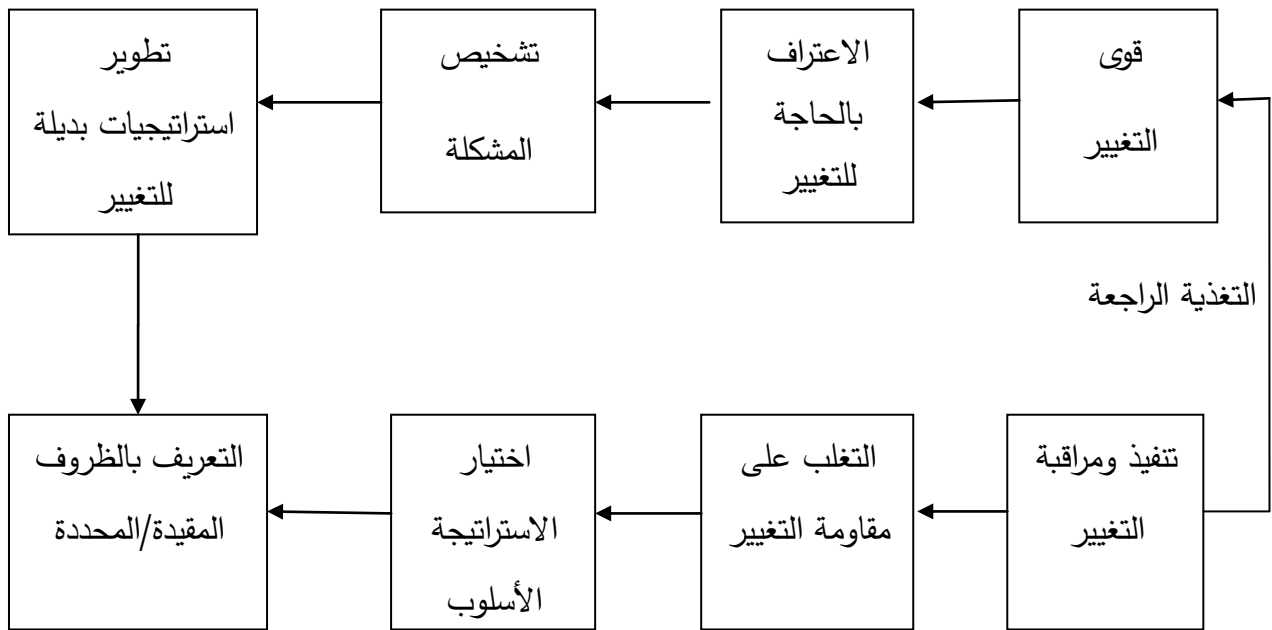 قوى
التغيير
الاعتراف
بالحاجة
للتغيير
تشخيص
المشكلة
تطوير
استراتيجيات بديلة
للتغيير
التغذية الراجعة
تنفيذ ومراقبة
التغيير
التغلب على
مقاومة التغيير
اختيار
الاستراتيجة
الأسلوب
التعريف بالظروف
المقيدة/المحددة